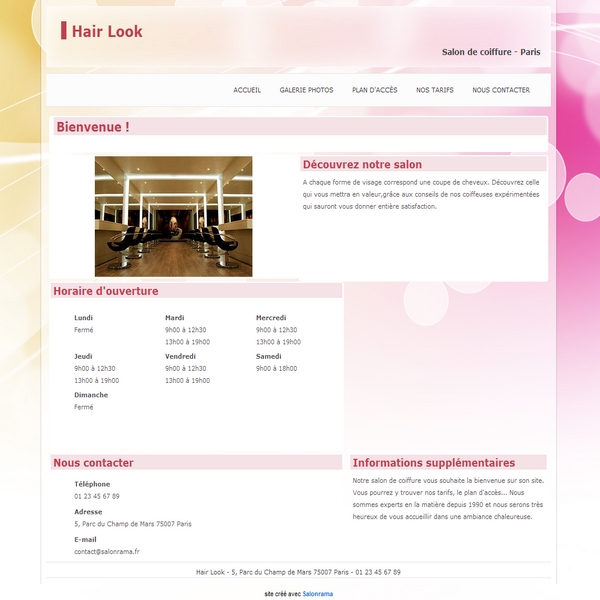 Hair Look
Salon de coiffure - Paris
ACCUEIL GALERIE PHOTOS PLAN D'ACCÈS NOS TARIFS NOUS CONTACTER
Bienvenue !
Découvrez notre salon
A chaque forme de visage correspond une coupe de cheveux. Découvrez celle
qui vous mettra en valeur,grâce aux conseils de nos coiffeuses expérimentées
qui sauront vous donner entière satisfaction.
Horaire d'ouverture
Lundi Mardi Mercredi
Fermé 9h00 à 12h30 9h00 à 12h30
13h00 à 19h00 13h00 à 19h00
Jeudi Vendredi Samedi
9h00 à 12h30 9h00 à 12h30 9h00 à 18h00
13h00 à 19h00 13h00 à 19h00
Dimanche
Fermé
Nous contacter
Téléphone
01 23 45 67 89
Adresse
5, Parc du Champ de Mars 75007 Paris
E-mail
contact@salonrama.fr
Informations supplémentaires
Notre salon de coiffure vous souhaite la bienvenue sur son site.
Vous pourrez y trouver nos tarifs, le plan d'accès... Nous
sommes experts en la matière depuis 1990 et nous serons très
heureux de vous accueillir dans une ambiance chaleureuse.
Hair Look - 5, Parc du Champ de Mars 75007 Paris - 01 23 45 67 89
site créé avec Salonrama